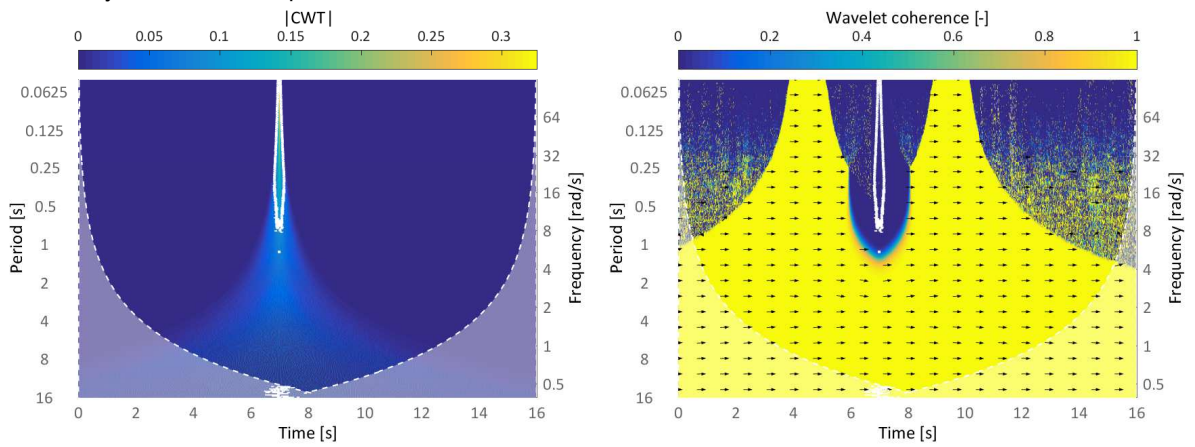 |CWT|
0 0.05 0.1 0.15 0.2 0.25 0.3
0.0625
0.125
0.25
0.5
1
2
4
8
16
Period [s]
64
32
16
8
4
2
1
0.5
Frequency [rad/s]
0 2 4 6 8 10 12 14 16
Time [s]
Wavelet coherence [-]
0 0.2 0.4 0.6 0.8 1
0.0625
0.125
0.25
0.5
1
2
4
8
16
Period [s]
64
32
16
8
4
2
1
0.5
Frequency [rad/s]
0 2 4 6 8 10 12 14 16
Time [s]